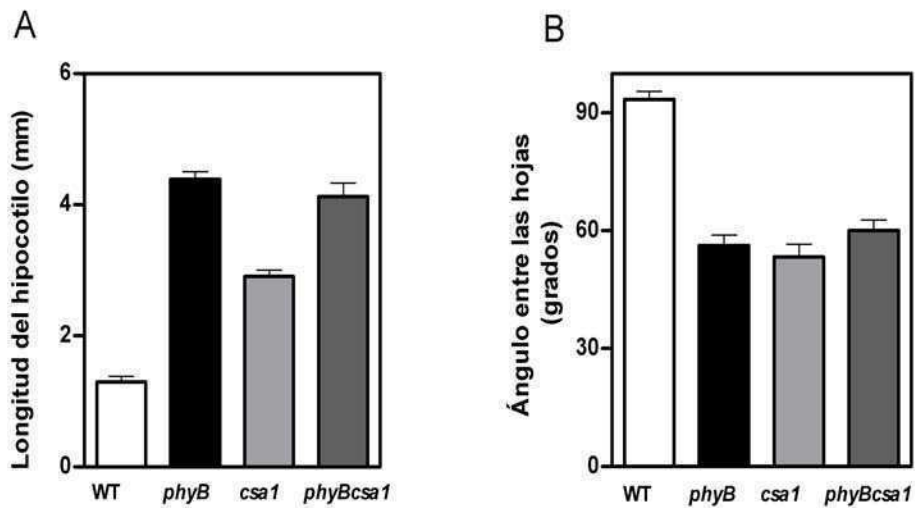 A
B
Longitud del hipocotilo (mm)
6
4
2
0
WT phyB csa1 phyBcsa1
Ángulo entre las hojas
(grados)
90
60
30
0
WT phyB csa1 phyBcsa1